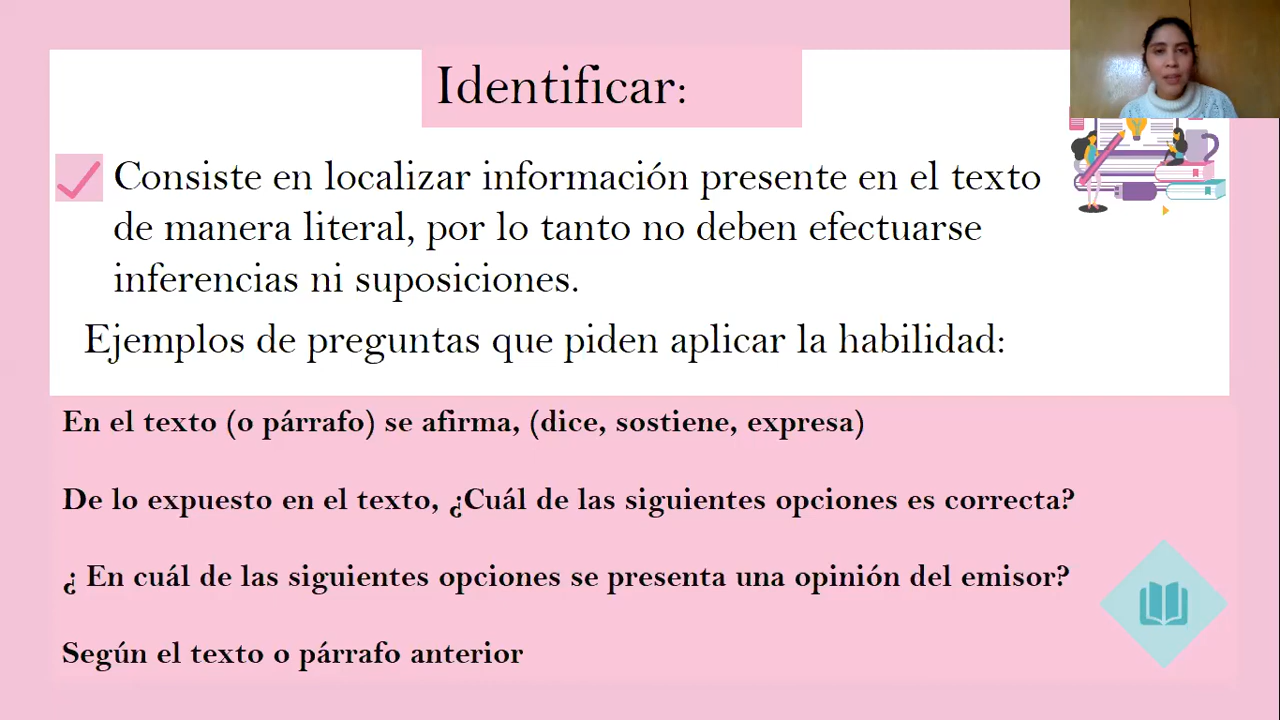 Identificar:
Consiste en localizar información presente en el texto
de manera literal, por lo tanto no deben efectuarse
inferencias ni suposiciones.
Ejemplos de preguntas que piden aplicar la habilidad:
En el texto (o párrafo) se afirma, (dice, sostiene, expresa)
De lo expuesto en el texto, ¿Cuál de las siguientes opciones es correcta?
¿ En cuál de las siguientes opciones se presenta una opinión del emisor?
Según el texto o párrafo anterior